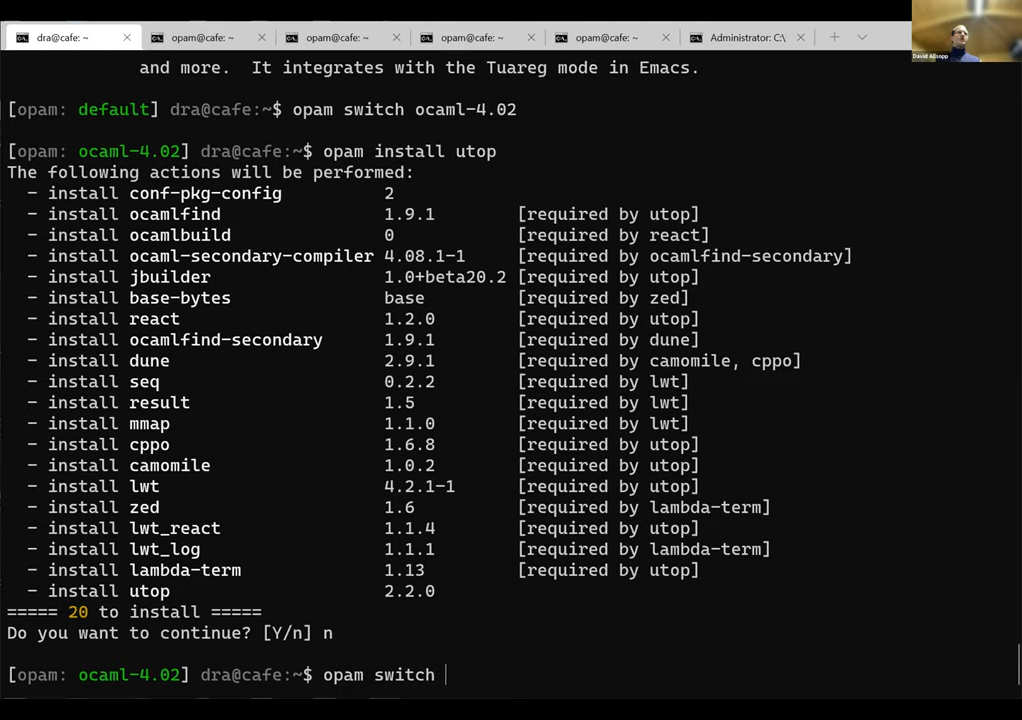 dra@cafe: ~ opam@cafe: ~ opam@cafe: ~ opam@cafe: ~ opam@cafe: ~ Administrator: C:\
David Allsopp
and more. It integrates with the Tuareg mode in Emacs.
[opam: default] dra@cafe:~$ opam switch ocaml-4.02
[opam: ocaml-4.02] dra@cafe:~$ opam install utop
The following actions will be performed:
− install conf-pkg-config 2
− install ocamlfind 1.9.1 [required by utop]
− install ocamlbuild 0 [required by react]
− install ocaml-secondary-compiler 4.08.1-1 [required by ocamlfind-secondary]
− install jbuilder 1.0+beta20.2 [required by utop]
− install base-bytes base [required by zed]
− install react 1.2.0 [required by utop]
− install ocamlfind-secondary 1.9.1 [required by dune]
− install dune 2.9.1 [required by camomile, cppo]
− install seq 0.2.2 [required by lwt]
− install result 1.5 [required by lwt]
− install mmap 1.1.0 [required by lwt]
− install cppo 1.6.8 [required by utop]
− install camomile 1.0.2 [required by utop]
− install lwt 4.2.1-1 [required by utop]
− install zed 1.6 [required by lambda-term]
− install lwt_react 1.1.4 [required by utop]
− install lwt_log 1.1.1 [required by lambda-term]
− install lambda-term 1.13 [required by utop]
− install utop 2.2.0
===== 20 to install =====
Do you want to continue? [Y/n] n
[opam: ocaml-4.02] dra@cafe:~$ opam switch